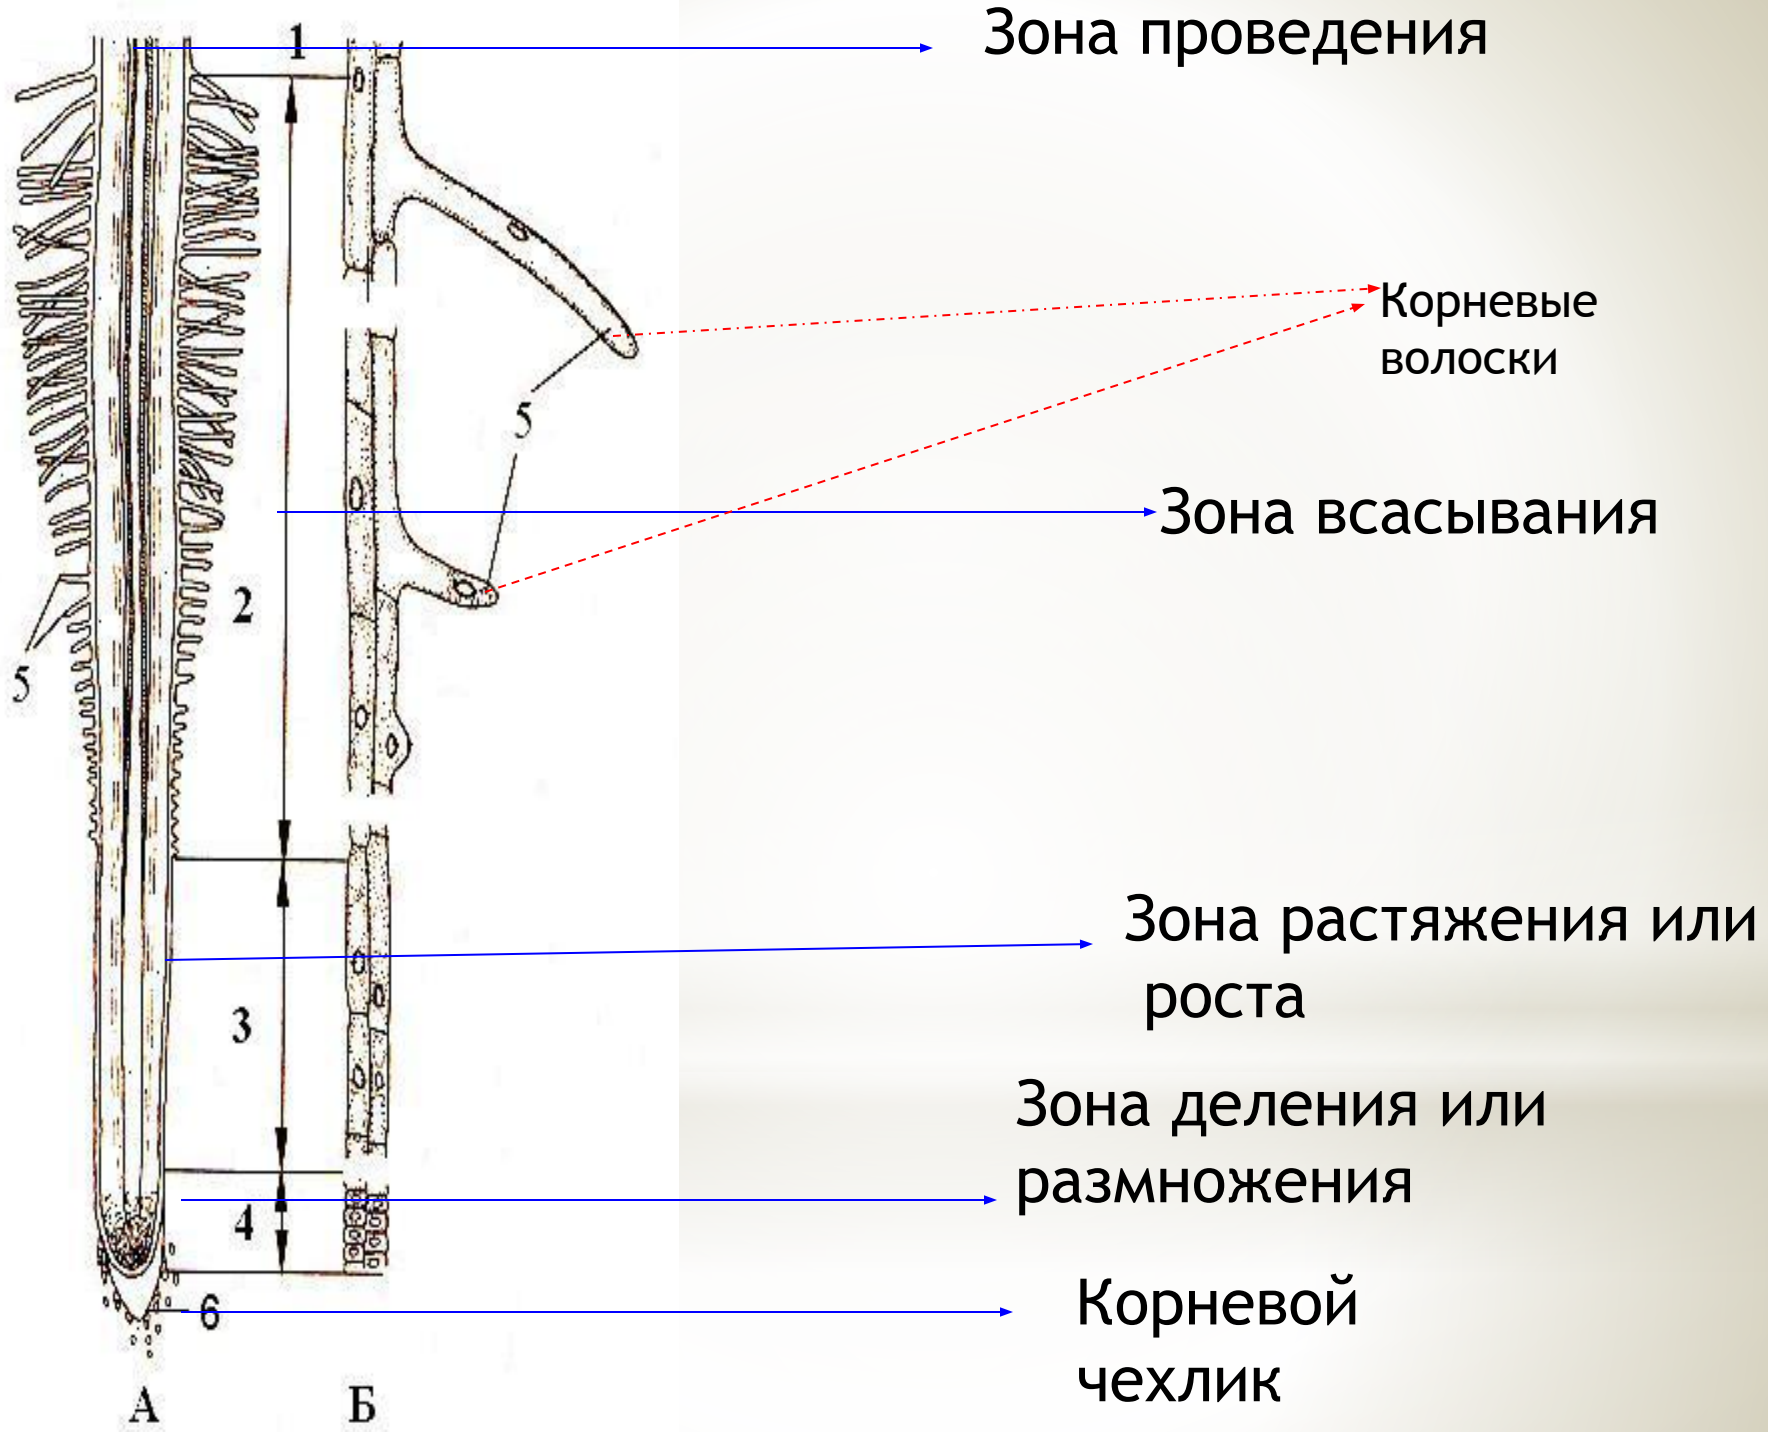 1
Зона проведения
Корневые
волоски
5
Зона всасывания
2
5
Зона растяжения или
роста
3
Зона деления или
размножения
4
6
Корневой
чехлик
А
Б